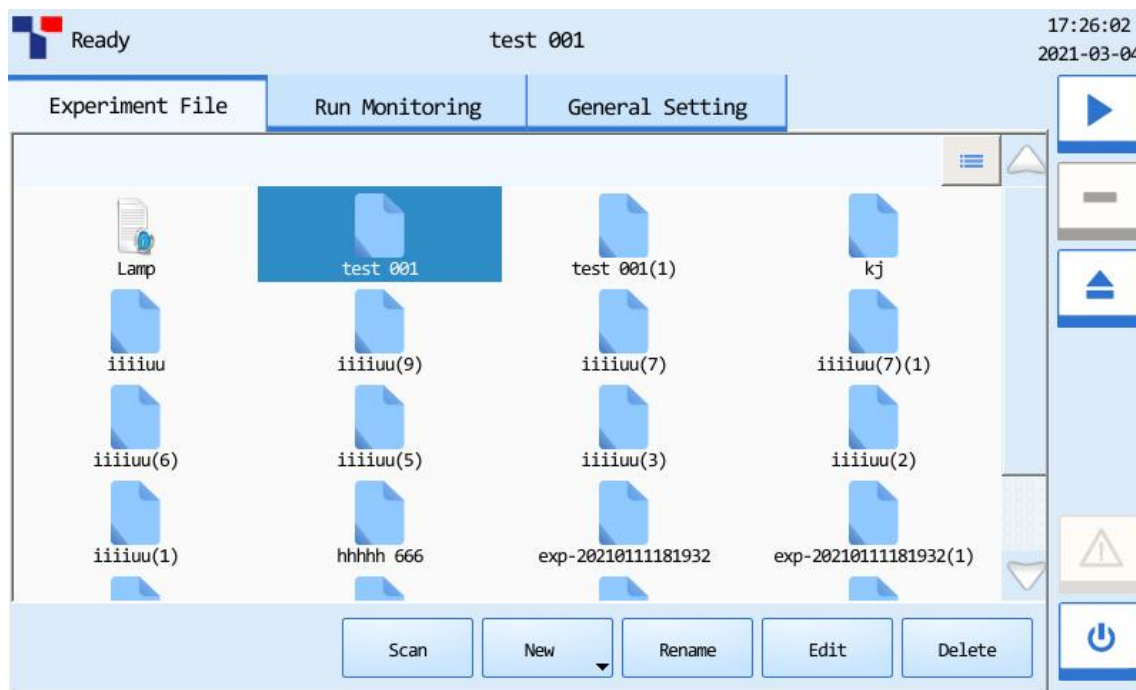 Ready
test 001
17:26:02
2021-03-04
Experiment File
Run Monitoring
General Setting
Lamp
test 001
test 001(1)
kj
iiiiuu
iiiiuu(9)
iiiiuu(7)
iiiiuu(7)(1)
iiiiuu(6)
iiiiuu(5)
iiiiuu(3)
iiiiuu(2)
iiiiuu(1)
hhhhh 666
exp-20210111181932
exp-20210111181932(1)
Scan
New
Rename
Edit
Delete